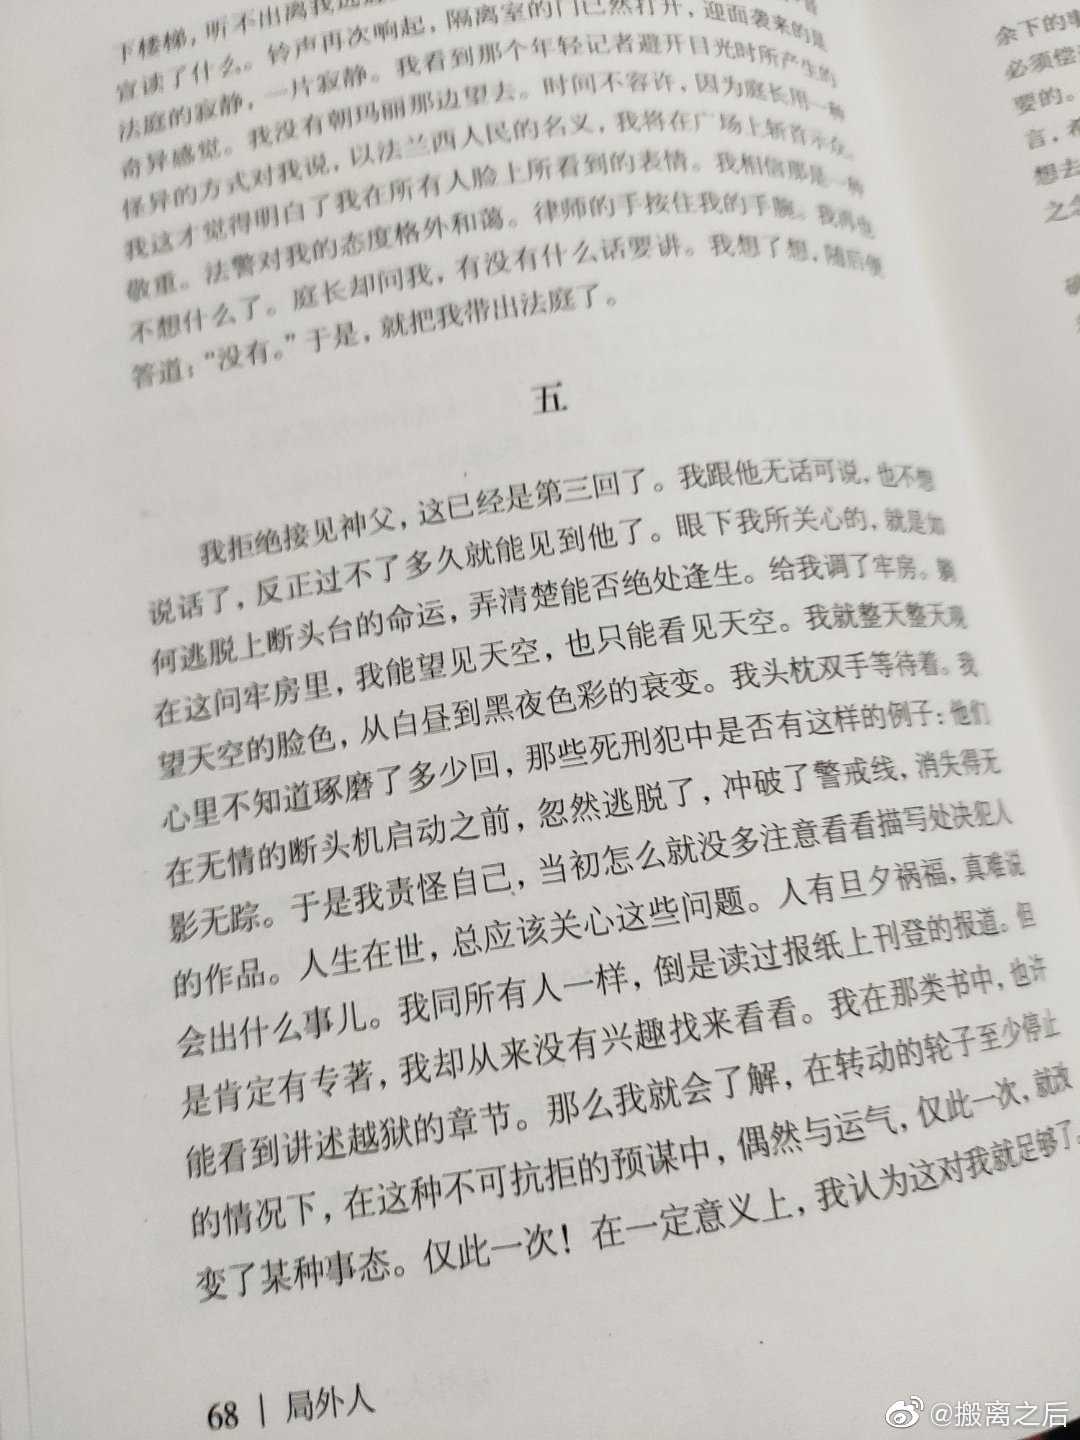 下楼梯，听不出离我远
宣读了什么。铃声再次响起，隔离室的门已然打开，迎面袭来的是
法庭的寂静，一片寂静。我看到那个年轻记者避开目光时所产生的
奇异感觉。我没有朝玛丽那边望去。时间不容许，因为庭长用一种
怪异的方式对我说，以法兰西人民的名义，我将在广场上斩首示众。
我这才觉得明白了我在所有人脸上所看到的表情。我相信那是一种
敬重。法警对我的态度格外和蔼。律师的手按住我的手腕。我再也
不想什么了。庭长却问我，有没有什么话要讲。我想了想，随后便
答道：“没有。”于是，就把我带出法庭了。
五
我拒绝接见神父，这已经是第三回了。我跟他无话可说，也不想
说话了，反正过不了多久就能见到他了。眼下我所关心的，就是如
何逃脱上断头台的命运，弄清楚能否绝处逢生。给我调了牢房。躺
在这间牢房里，我能望见天空，也只能看见天空。我就整天整天观
望天空的脸色，从白昼到黑夜色彩的衰变。我头枕双手等待着。我
心里不知道琢磨了多少回，那些死刑犯中是否有这样的例子：他们
在无情的断头机启动之前，忽然逃脱了，冲破了警戒线，消失得无
影无踪。于是我责怪自己，当初怎么就没多注意看看描写处决犯人
的作品。人生在世，总应该关心这些问题。人有旦夕祸福，真难说
会出什么事儿。我同所有人一样，倒是读过报纸上刊登的报道。但
是肯定有专著，我却从来没有兴趣找来看看。我在那类书中，也许
能看到讲述越狱的章节。那么我就会了解，在转动的轮子至少停止
的情况下，在这种不可抗拒的预谋中，偶然与运气，仅此一次，就改
变了某种事态。仅此一次！在一定意义上，我认为这对我就足够了。
68 | 局外人
余下的事
必须偿
要的。
言，希
想去
之
@搬离之后